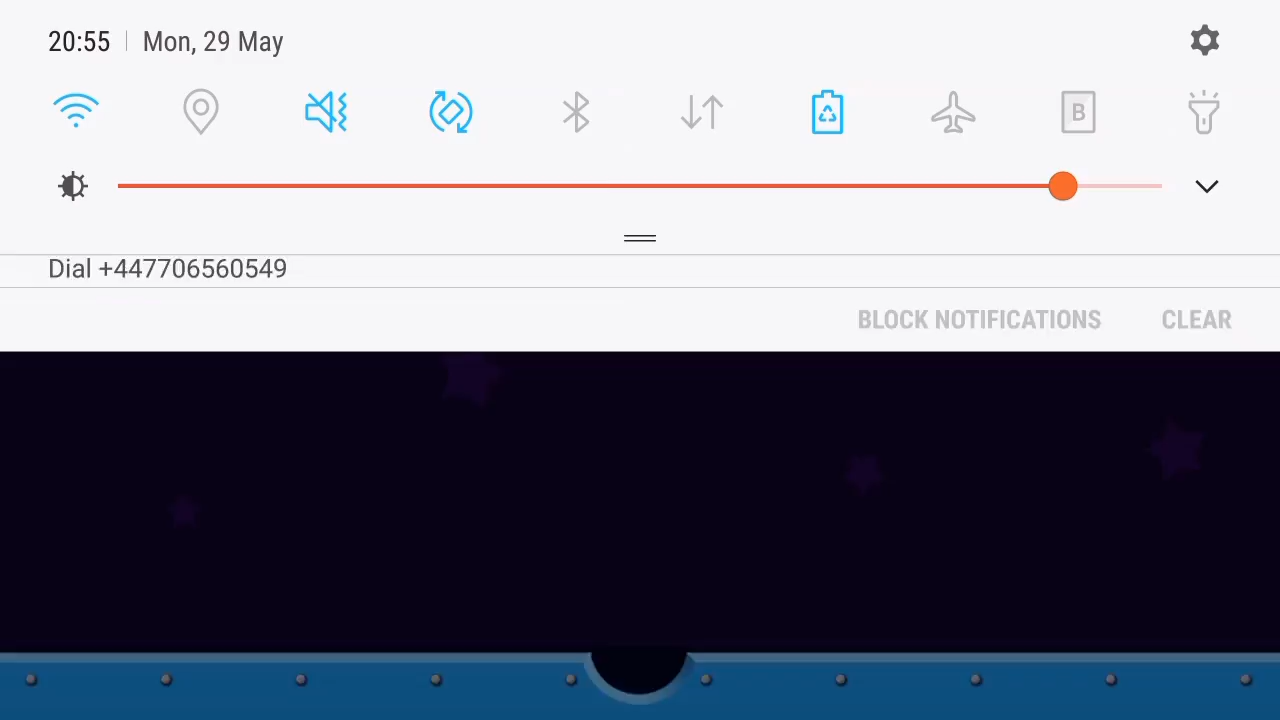 20:55 Mon, 29 May
B
Dial +447706560549
BLOCK NOTIFICATIONS CLEAR